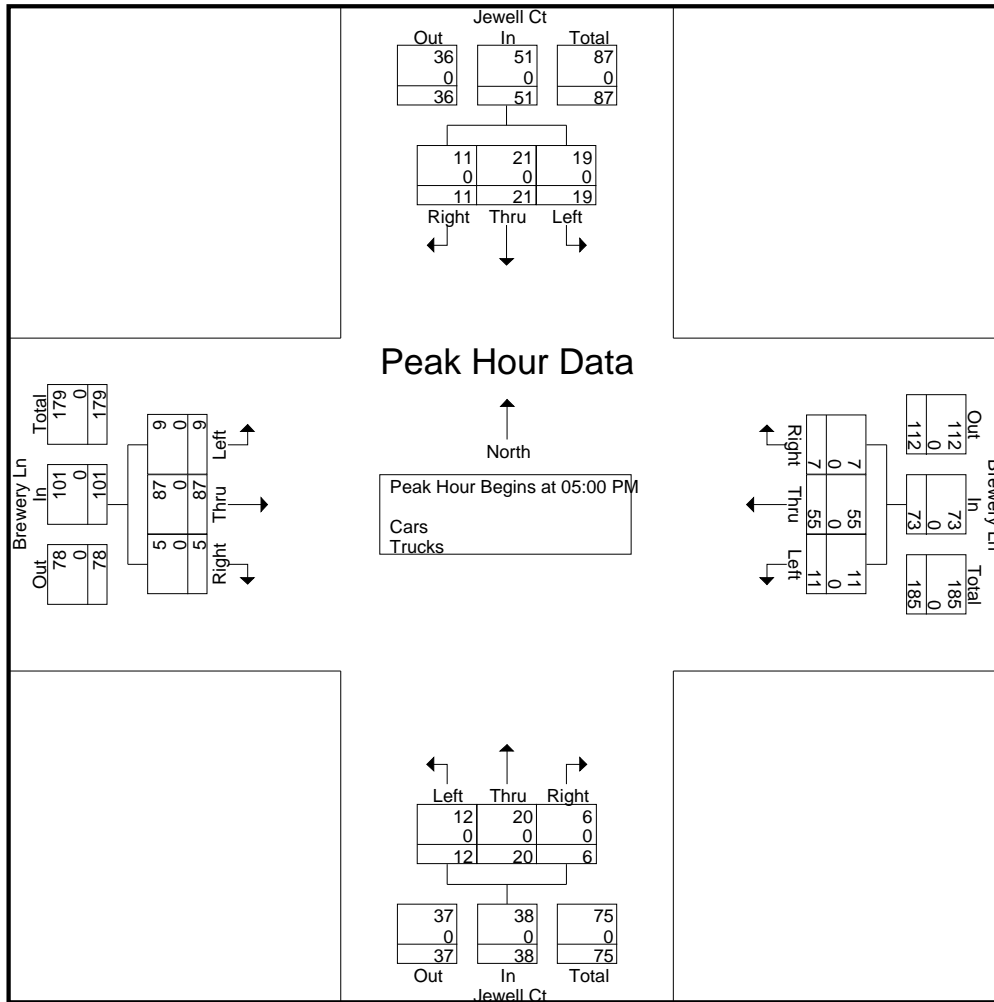 Jewell Ct
Out In Total
36 51 87
0 0 0
36 51 87
11 21 19
0 0 0
11 21 19
Right Thru Left
Peak Hour Data
North
Peak Hour Begins at 05:00 PM
Cars
Trucks
Brewery Ln
Out In Total
78 101 179
0 0 0
78 101 179
Right Thru Left
5 87 9
0 0 0
5 87 9
Brewery Ln
Out In Total
112 73 185
0 0 0
112 73 185
7 55 11
0 0 0
7 55 11
Right Thru Left
Left Thru Right
12 20 6
0 0 0
12 20 6
37 38 75
0 0 0
37 38 75
Out In Total
Jewell Ct